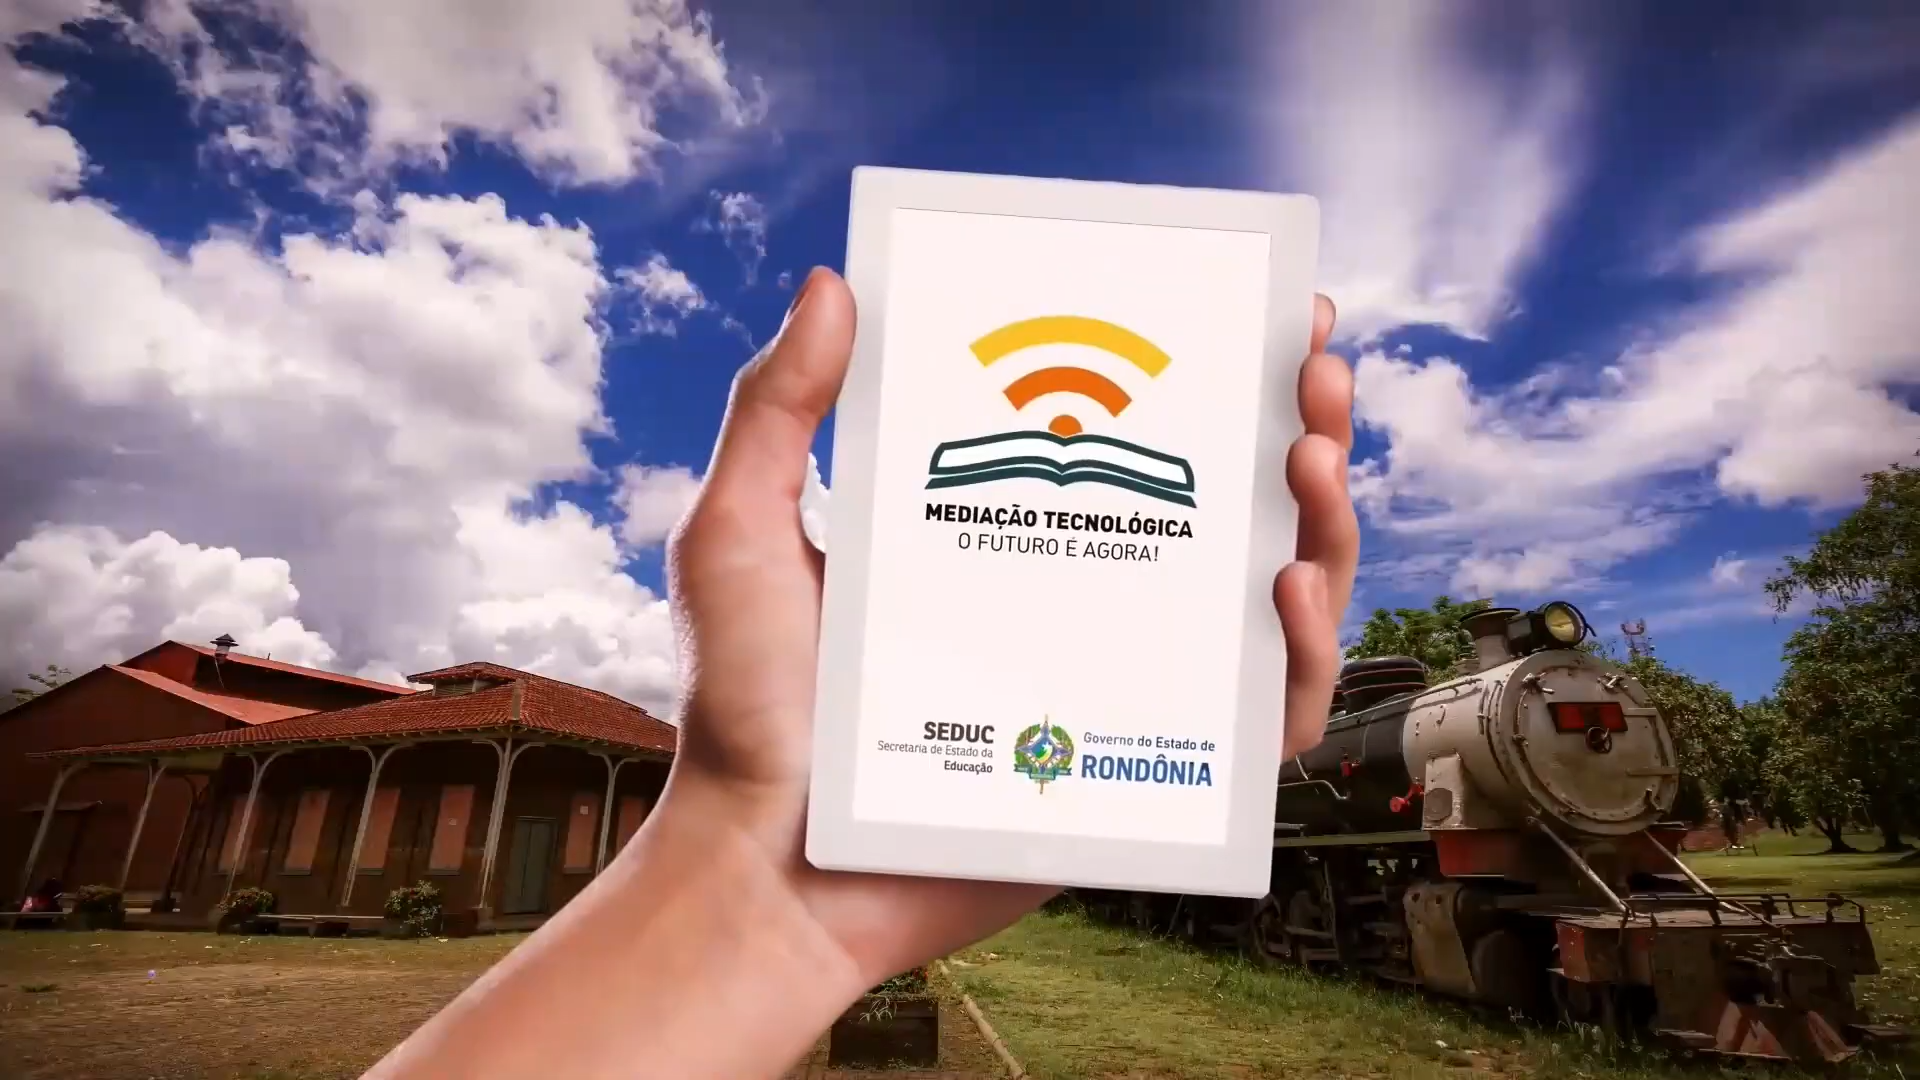 MEDIAÇÃO TECNOLÓGICA
O FUTURO É AGORA!
SEDUC
Secretaria de Estado da
Educação
Governo do Estado de
RONDÔNIA